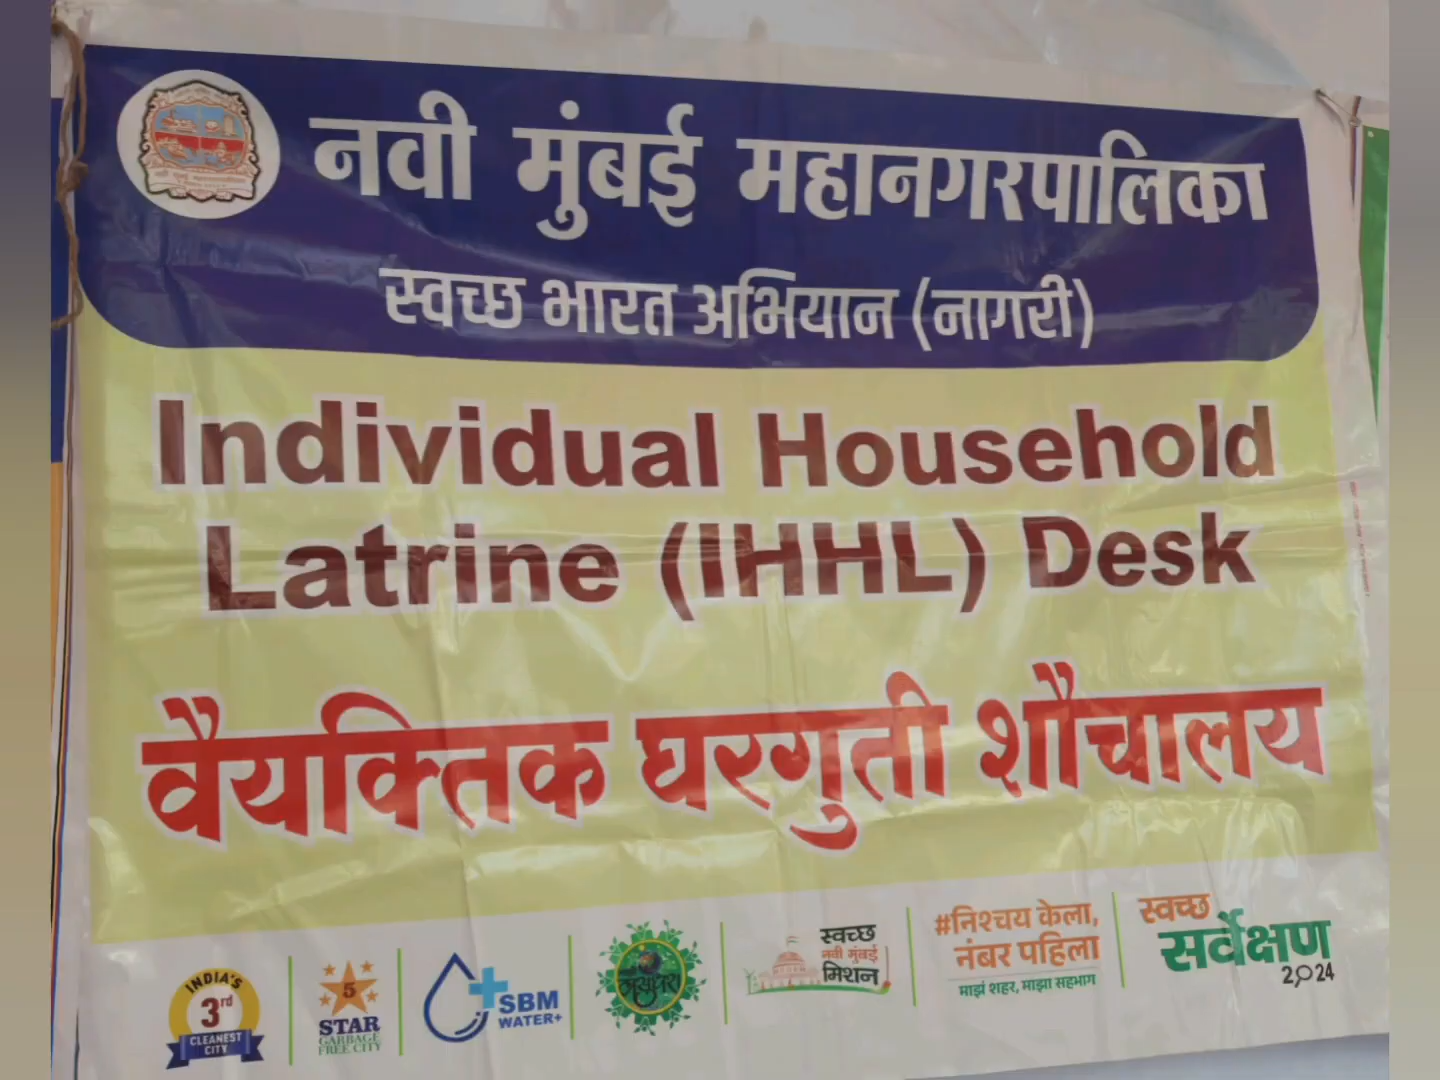 नवी मुंबई महानगरपालिका
स्वच्छ भारत अभियान (नागरी)
Individual Household
Latrine (IHHL) Desk
वैयक्तिक घरगुती शौचालय
INDIA'S
3rd
CLEANEST
CITY
5
STAR
GARBAGE
FREE CITY
SBM
WATER+
स्वच्छ
नवी मुंबई
मिशन
#निश्चय केला,
नंबर पहिला
माझं शहर, माझा सहभाग
स्वच्छ
सर्वेक्षण
2024